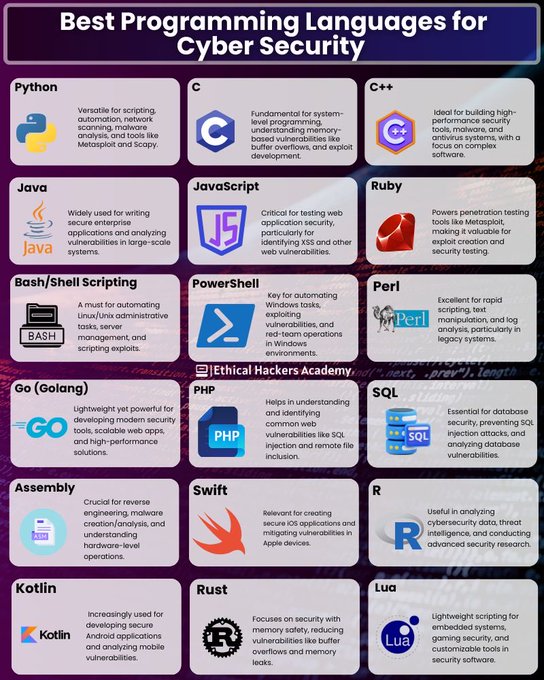 Best Programming Languages for
Cyber Security
Python
Versatile for scripting,
automation, network
scanning, malware
analysis, and tools like
Metasploit and Scapy.
C
Fundamental for system-
level programming,
understanding memory-
based vulnerabilities like
buffer overflows, and exploit
development.
C
C++
Ideal for building high-
performance security
tools, malware, and
antivirus systems, with a
focus on complex
software.
C++
Java
Widely used for writing
secure enterprise
applications and analyzing
vulnerabilities in large-scale
systems.
Java
JavaScript
Critical for testing web
application security,
particularly for
identifying XSS and other
web vulnerabilities.
JS
Ruby
Powers penetration testing
tools like Metasploit,
making it valuable for
exploit creation and
security testing.
Bash/Shell Scripting
A must for automating
Linux/Unix administrative
tasks, server
management, and
scripting exploits.
BASH
PowerShell
Key for automating
Windows tasks,
exploiting
vulnerabilities, and
red-team operations
in Windows
environments.
Perl
Excellent for rapid
scripting, text
manipulation, and log
analysis, particularly in
legacy systems.
Perl
|Ethical Hackers Academy
Go (Golang)
Lightweight yet powerful for
developing modern security
tools, scalable web apps,
and high-performance
solutions.
GO
PHP
Helps in understanding
and identifying
common web
vulnerabilities like SQL
injection and remote file
inclusion.
PHP
SQL
Essential for database
security, preventing SQL
injection attacks, and
analyzing database
vulnerabilities.
SQL
Assembly
Crucial for reverse
engineering, malware
creation/analysis, and
understanding
hardware-level
operations.
ASM
Swift
Relevant for creating
secure iOS applications and
mitigating vulnerabilities in
Apple devices.
R
Useful in analyzing
cybersecurity data, threat
intelligence, and conducting
advanced security research.
R
Kotlin
Increasingly used for
developing secure
Android applications
and analyzing mobile
vulnerabilities.
Kotlin
Rust
Focuses on security with
memory safety, reducing
vulnerabilities like buffer
overflows and memory
leaks.
R
Lua
Lightweight scripting for
embedded systems,
gaming security, and
customizable tools in
security software.
Lua